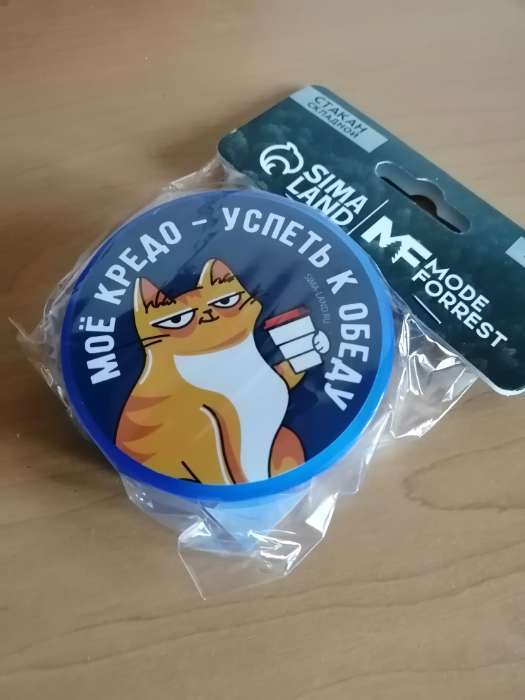 СТАКАН
СКЛАДНОЙ
SIMA
LAND
MF
MODE
FORREST
МОЁ КРЕДО - УСПЕТЬ К ОБЕДУ
SIMA-LAND.RU